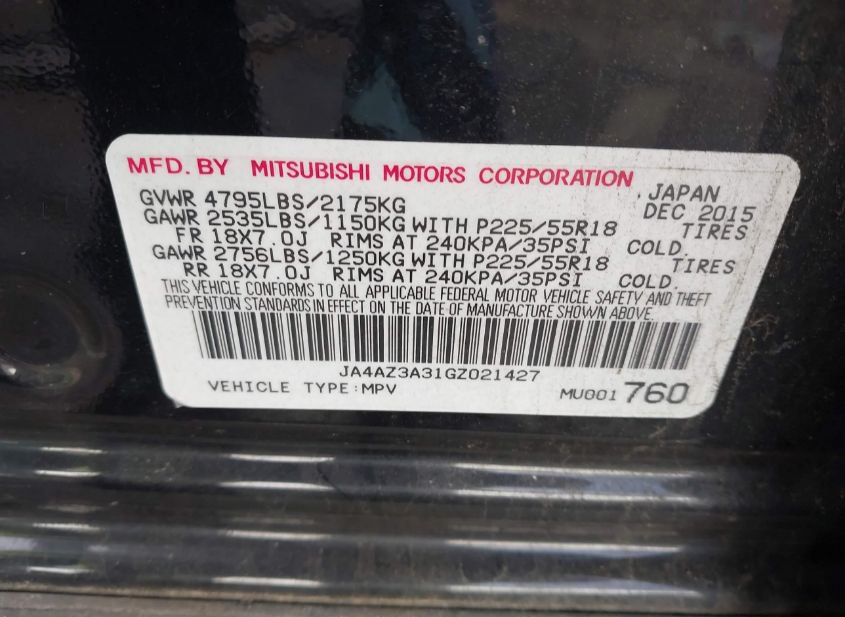 MFD. BY MITSUBISHI MOTORS CORPORATION JAPAN
GVWR 4795LBS/2175KG DEC 2015
GAWR 2535LBS/1150KG WITH P225/55R18 TIRES
FR 18X7.0J RIMS AT 240KPA/35PSI COLD.
GAWR 2756LBS/1250KG WITH P225/55R18 TIRES
RR 18X7.0J RIMS AT 240KPA/35PSI COLD.
THIS VEHICLE CONFORMS TO ALL APPLICABLE FEDERAL MOTOR VEHICLE SAFETY AND THEFT
PREVENTION STANDARDS IN EFFECT ON THE DATE OF MANUFACTURE SHOWN ABOVE.
JA4AZ3A31GZ021427
VEHICLE TYPE:MPV MU001760